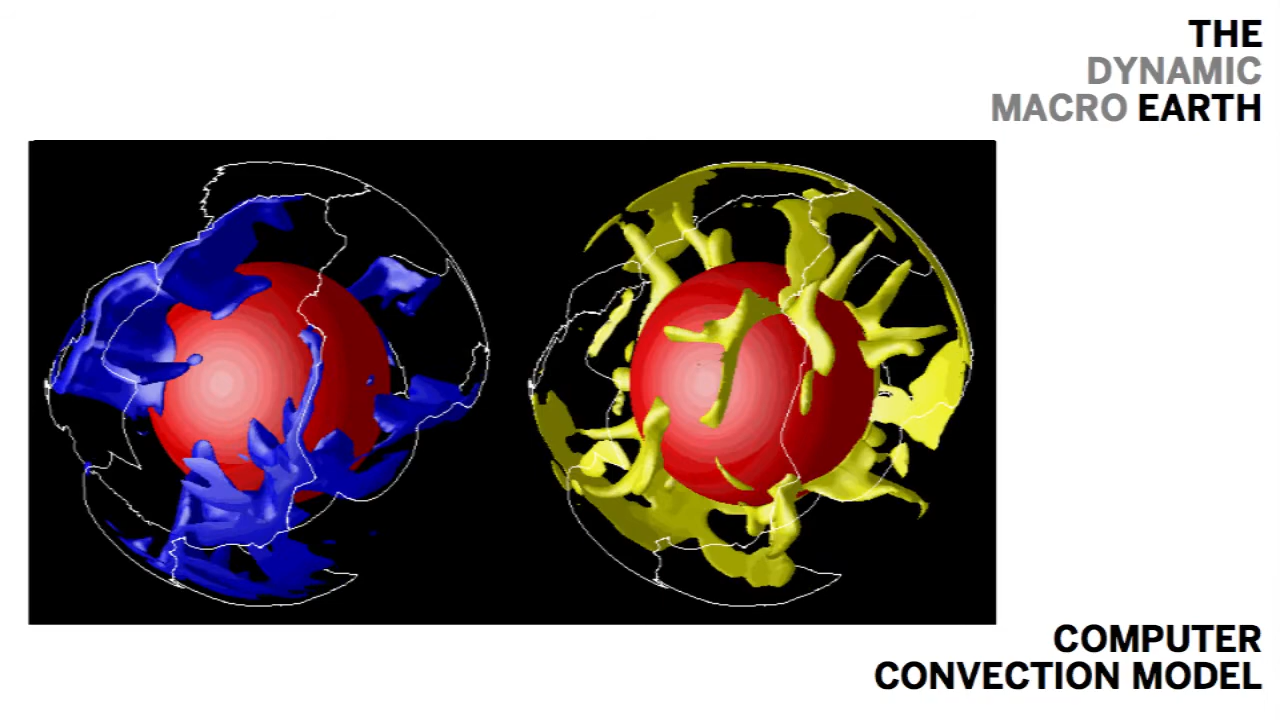 THE
DYNAMIC
MACRO EARTH
COMPUTER
CONVECTION MODEL